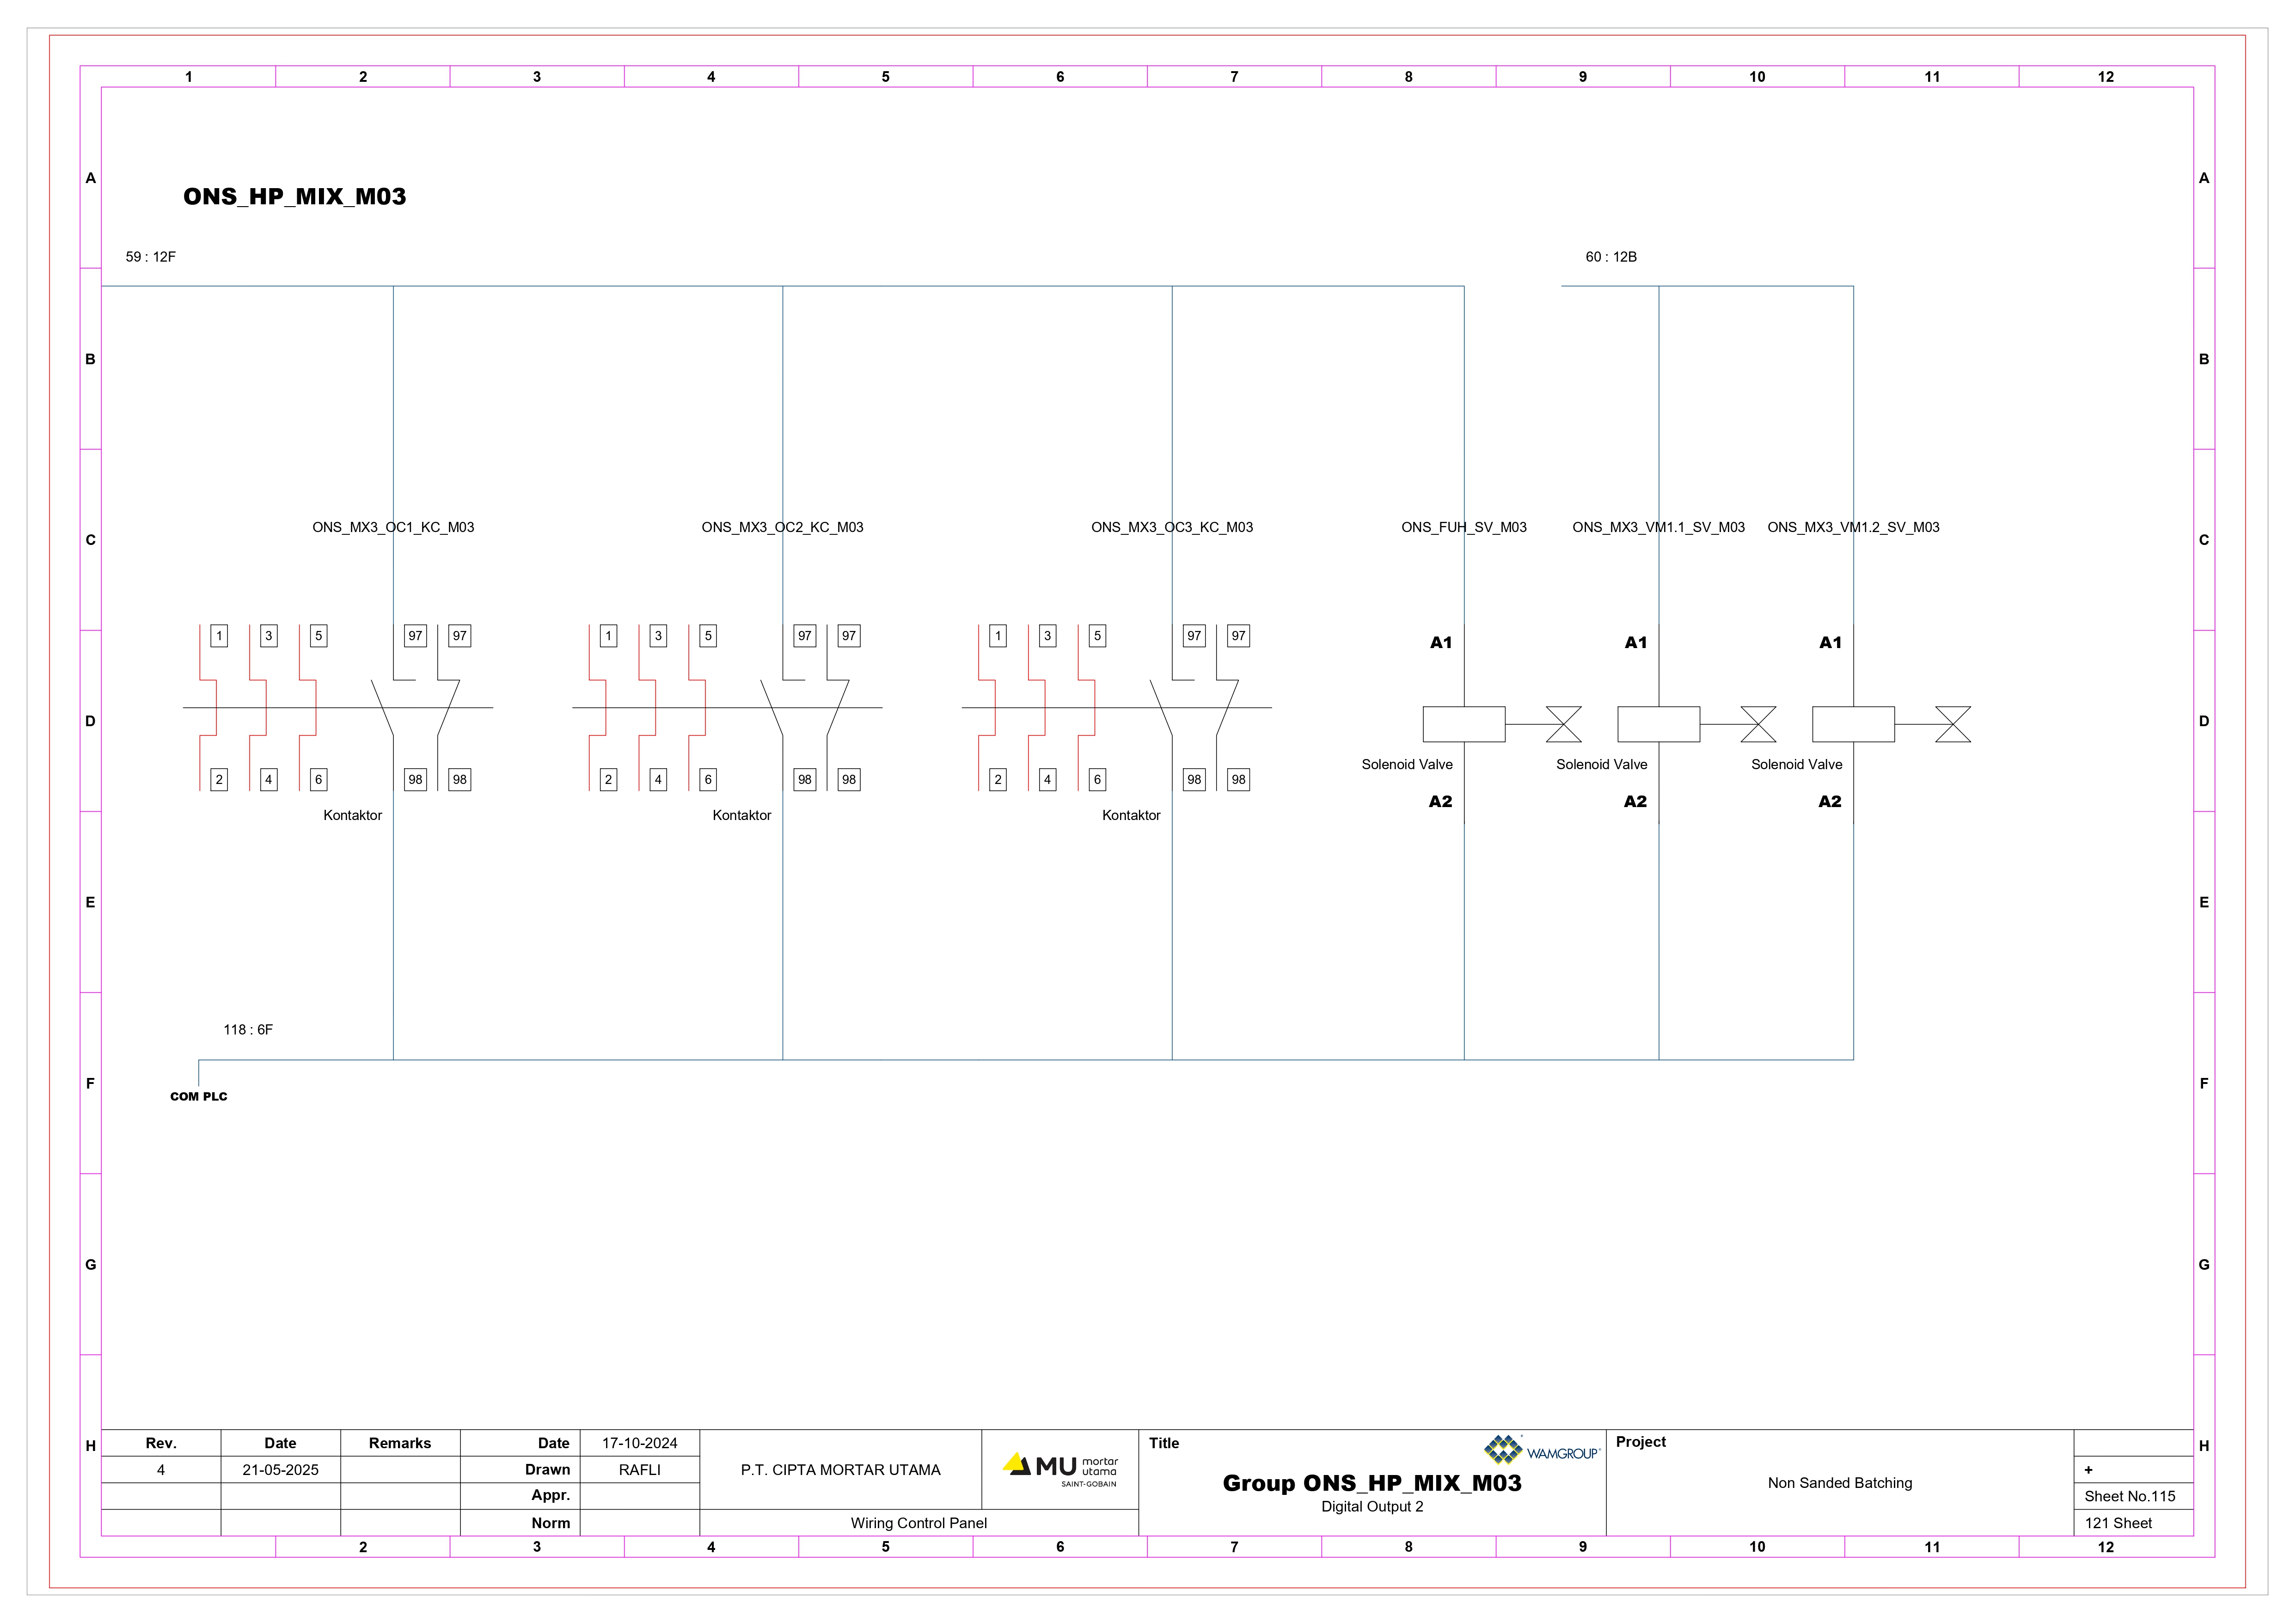 1 2 3 4 5 6 7 8 9 10 11 12
A A
ONS_HP_MIX_M03
59 : 12F 60 : 12B
B B
ONS_MX3_OC1_KC_M03 ONS_MX3_OC2_KC_M03 ONS_MX3_OC3_KC_M03 ONS_FUH_SV_M03 ONS_MX3_VM1.1_SV_M03 ONS_MX3_VM1.2_SV_M03
C C
1 3 5 97 97 1 3 5 97 97 1 3 5 97 97 A1 A1 A1
D D
Solenoid Valve Solenoid Valve Solenoid Valve
2 4 6 98 98 2 4 6 98 98 2 4 6 98 98 A2 A2 A2
Kontaktor Kontaktor Kontaktor
E E
118 : 6F
F F
COM PLC
G G
H H
Rev. Date Remarks Date 17-10-2024
4 21-05-2025 Drawn RAFLI
Appr.
Norm
P.T. CIPTA MORTAR UTAMA
MU mortar
utama
SAINT-GOBAIN
Wiring Control Panel
Title
WAMGROUP
Group ONS_HP_MIX_M03
Digital Output 2
Project
Non Sanded Batching
+
Sheet No.115
121 Sheet
2 3 4 5 6 7 8 9 10 11 12